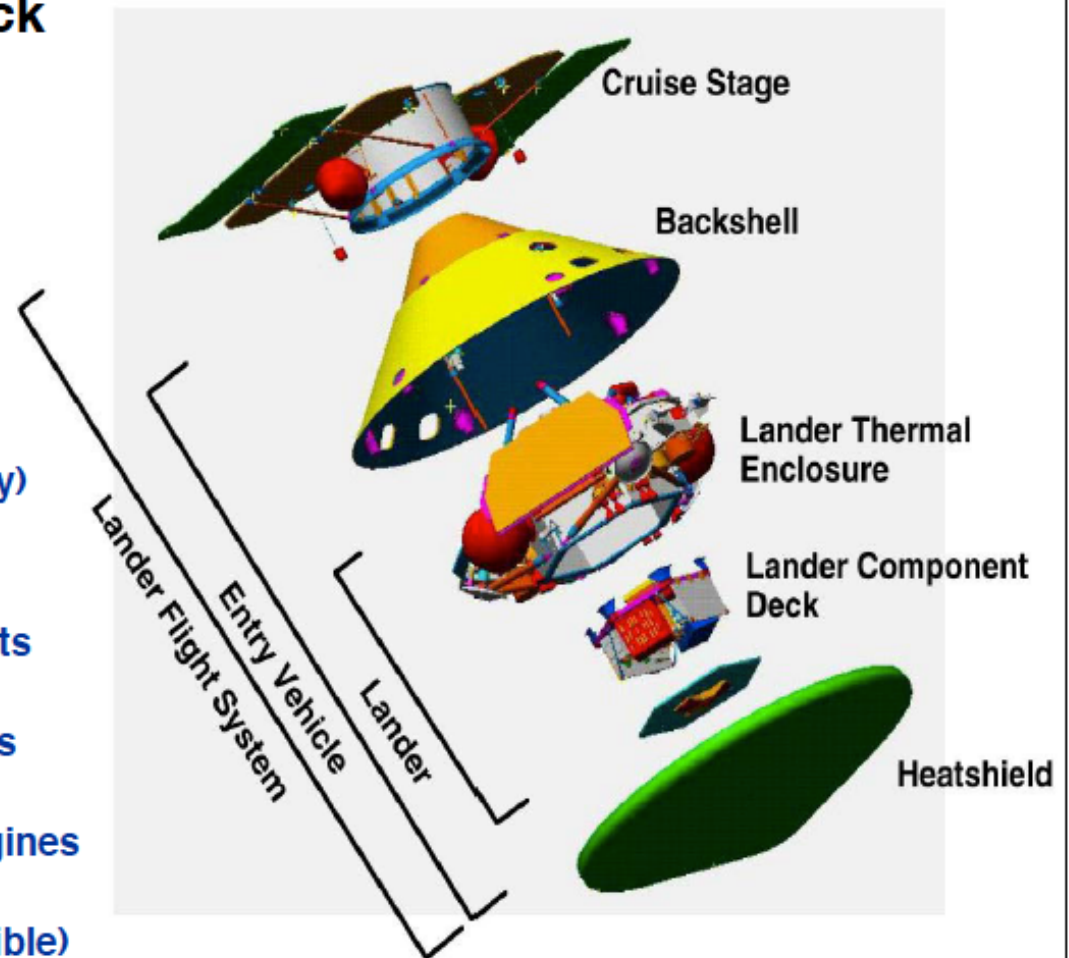 ck
Cruise Stage
Backshell
Lander Thermal
Enclosure
Lander Component
Deck
Heatshield
Lander Flight System
Entry Vehicle
Lander
y)
ts
s
gines
ible)